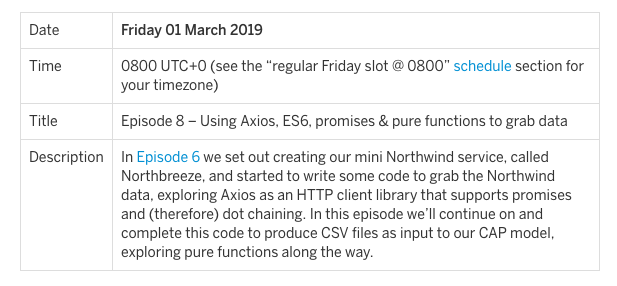 Date Friday 01 March 2019
Time 0800 UTC+0 (see the “regular Friday slot @ 0800” schedule section for
your timezone)
Title Episode 8 – Using Axios, ES6, promises & pure functions to grab data
Description In Episode 6 we set out creating our mini Northwind service, called
Northbreeze, and started to write some code to grab the Northwind
data, exploring Axios as an HTTP client library that supports promises
and (therefore) dot chaining. In this episode we’ll continue on and
complete this code to produce CSV files as input to our CAP model,
exploring pure functions along the way.